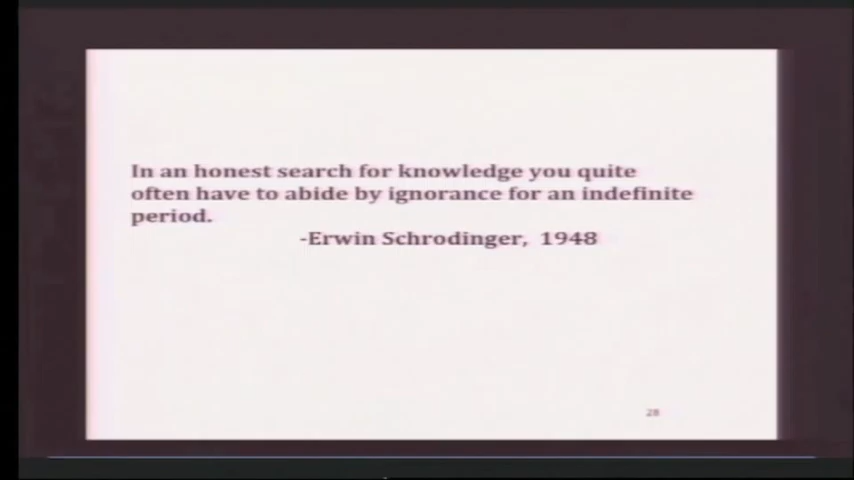 In an honest search for knowledge you quite
often have to abide by ignorance for an indefinite
period.
-Erwin Schrodinger, 1948
28